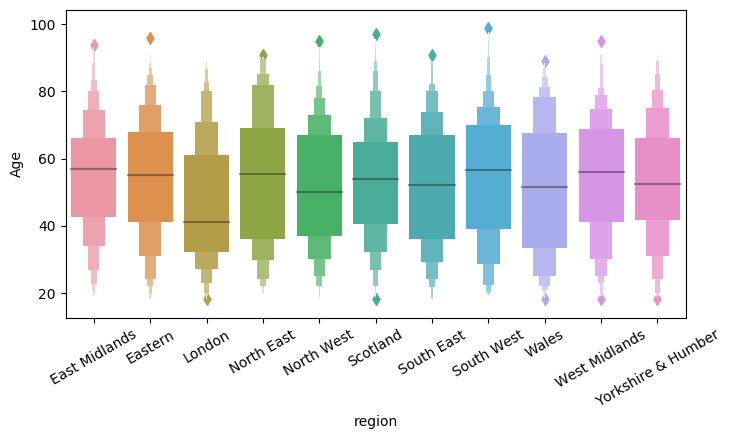 100
80
60
40
20
Age
East Midlands
Eastern
London
North East
North West
Scotland
South East
South West
Wales
West Midlands
Yorkshire & Humber
region